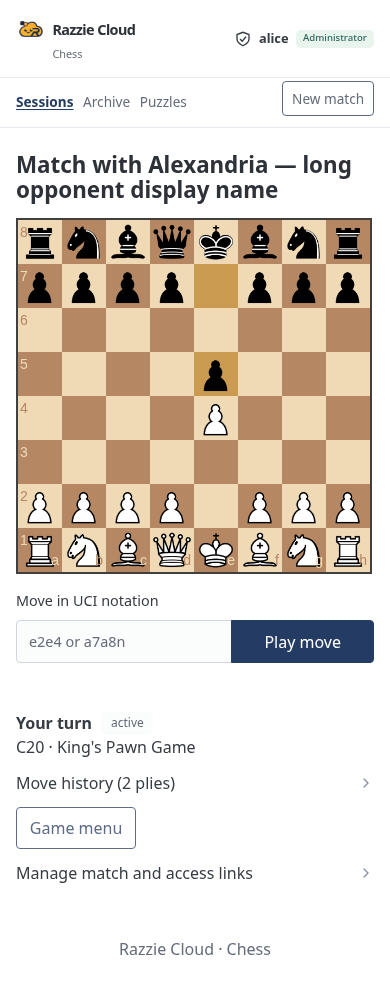 Razzie Cloud
Chess
alice Administrator
Sessions Archive Puzzles New match
Match with Alexandria — long
opponent display name
8
7
6
5
4
3
2
1
a b c d e f g h
Move in UCI notation
e2e4 or a7a8n Play move
Your turn active
C20 · King's Pawn Game
Move history (2 plies)
Game menu
Manage match and access links
Razzie Cloud · Chess